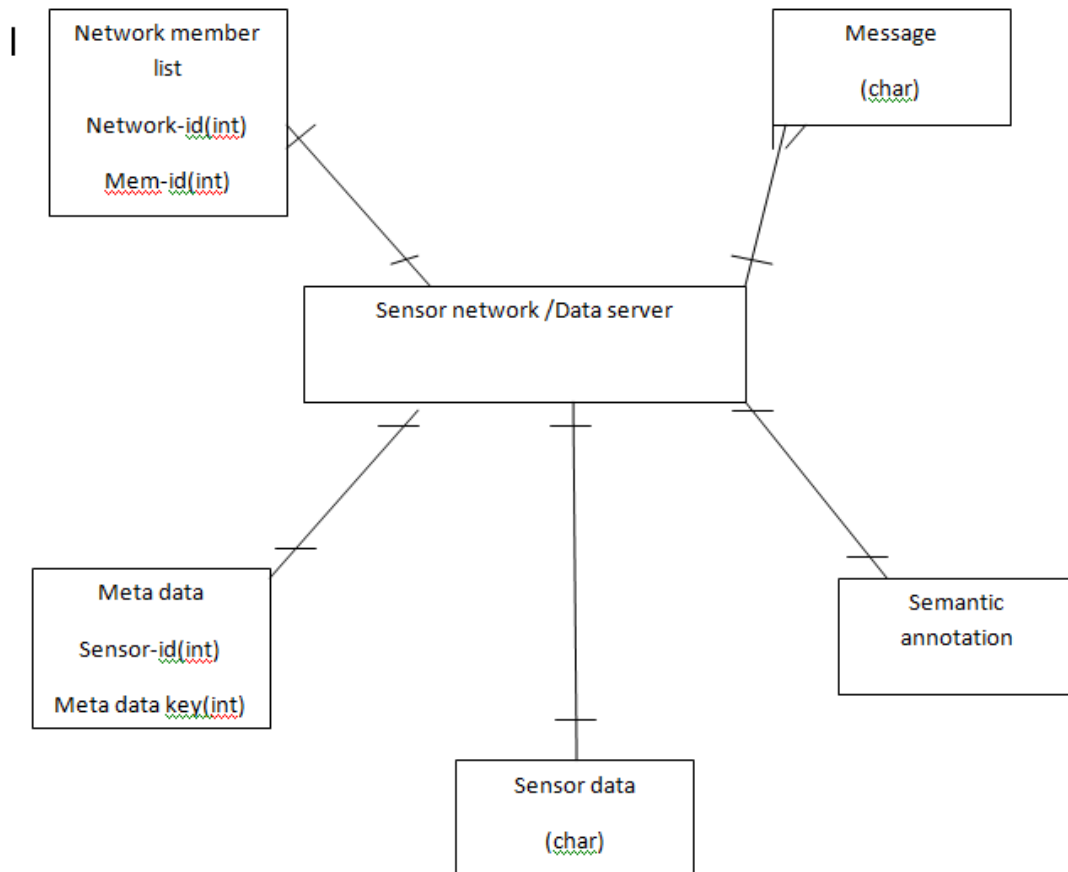 Network member
list
Network-id(int)
Mem-id(int)
Message
(char)
Sensor network /Data server
Meta data
Sensor-id(int)
Meta data key(int)
Semantic
annotation
Sensor data
(char)